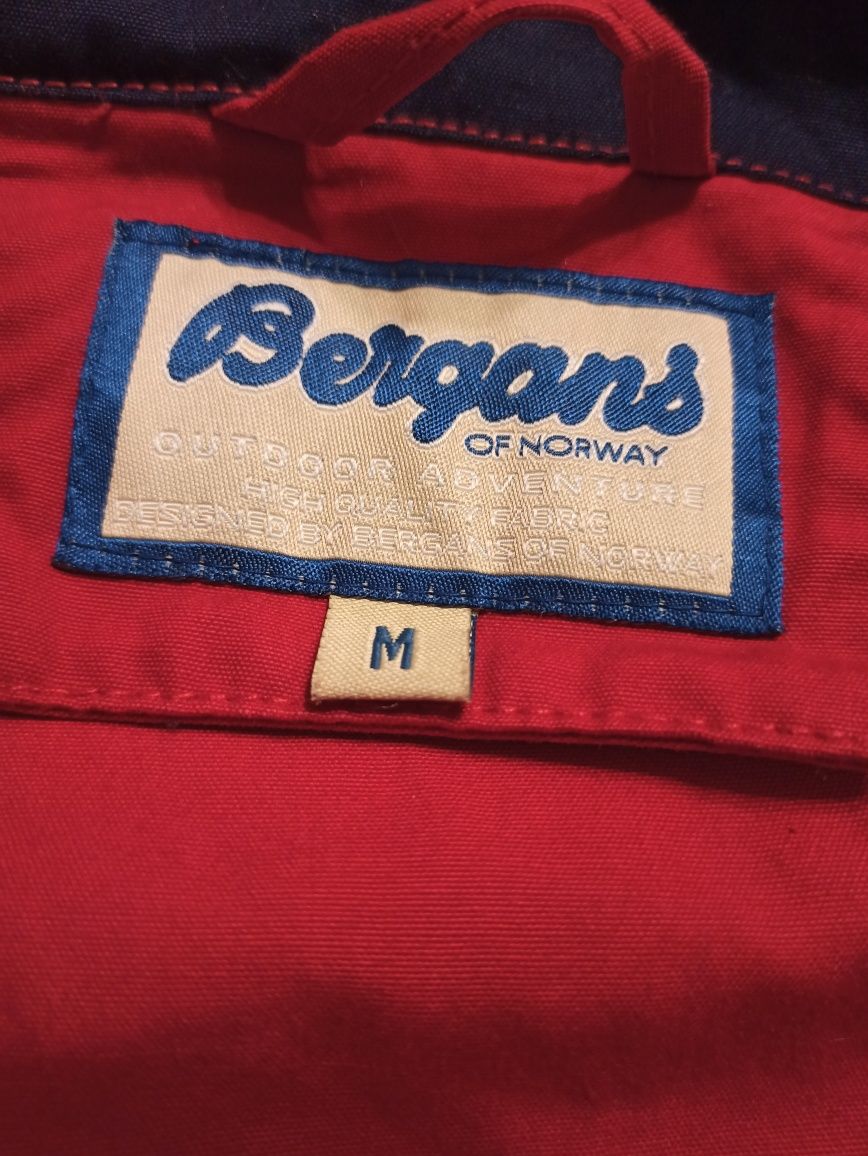 Bergans
OF NORWAY
OUTDOOR ADVENTURE
HIGH QUALITY FABRIC
DESIGNED BY BERGANS OF NORWAY
M